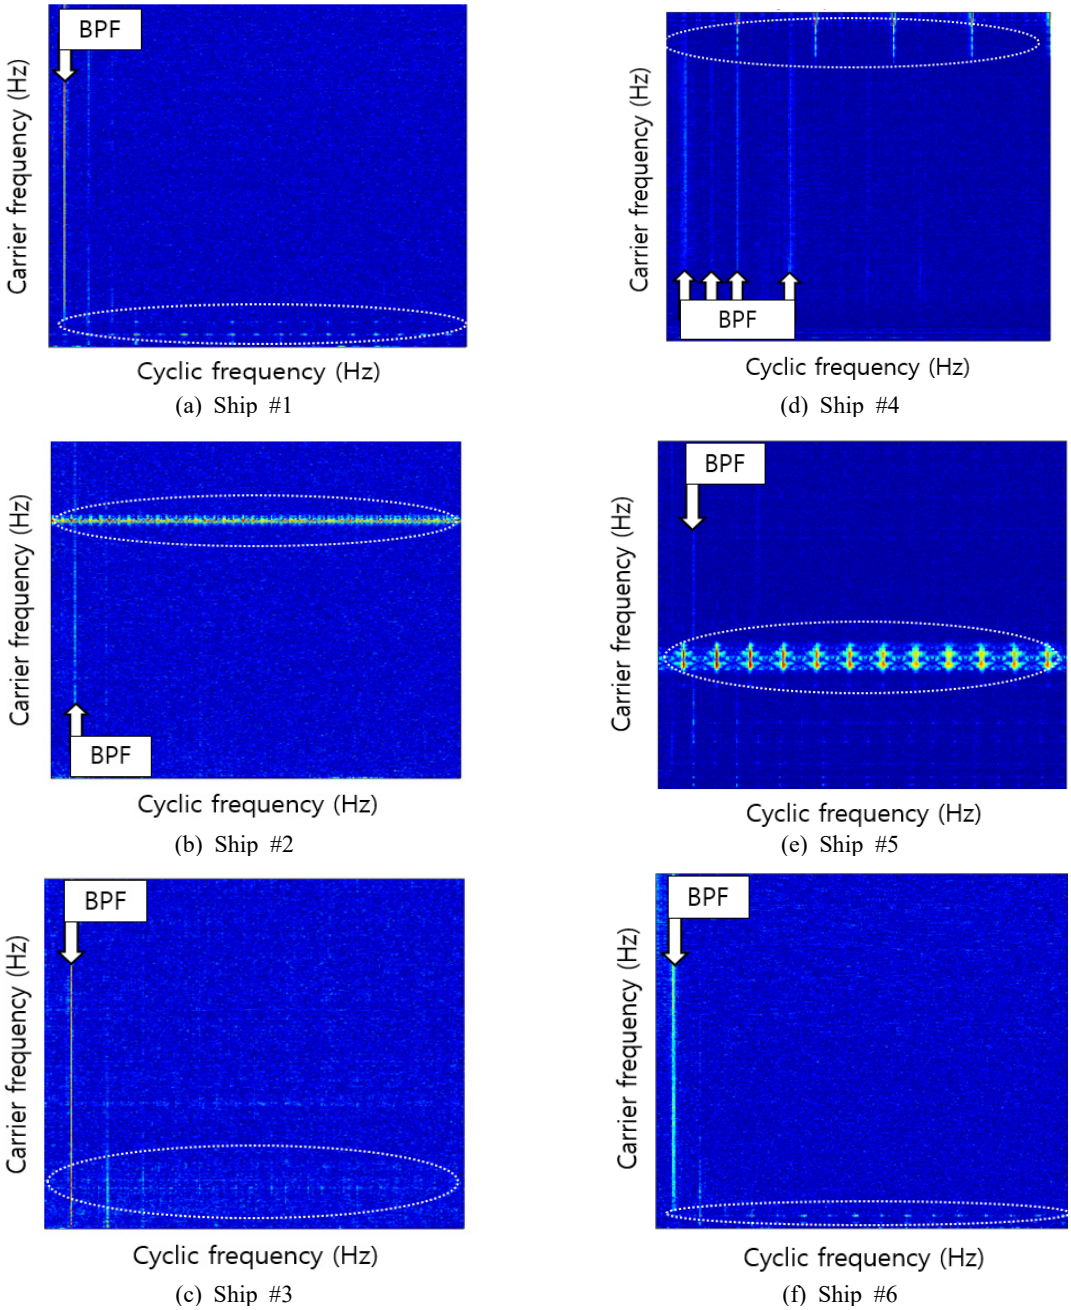 BPF
Carrier frequency (Hz)
Cyclic frequency (Hz)
(a) Ship #1
Carrier frequency (Hz)
BPF
Cyclic frequency (Hz)
(d) Ship #4
Carrier frequency (Hz)
BPF
Cyclic frequency (Hz)
(b) Ship #2
BPF
Carrier frequency (Hz)
Cyclic frequency (Hz)
(e) Ship #5
BPF
Carrier frequency (Hz)
Cyclic frequency (Hz)
(c) Ship #3
BPF
Carrier frequency (Hz)
Cyclic frequency (Hz)
(f) Ship #6